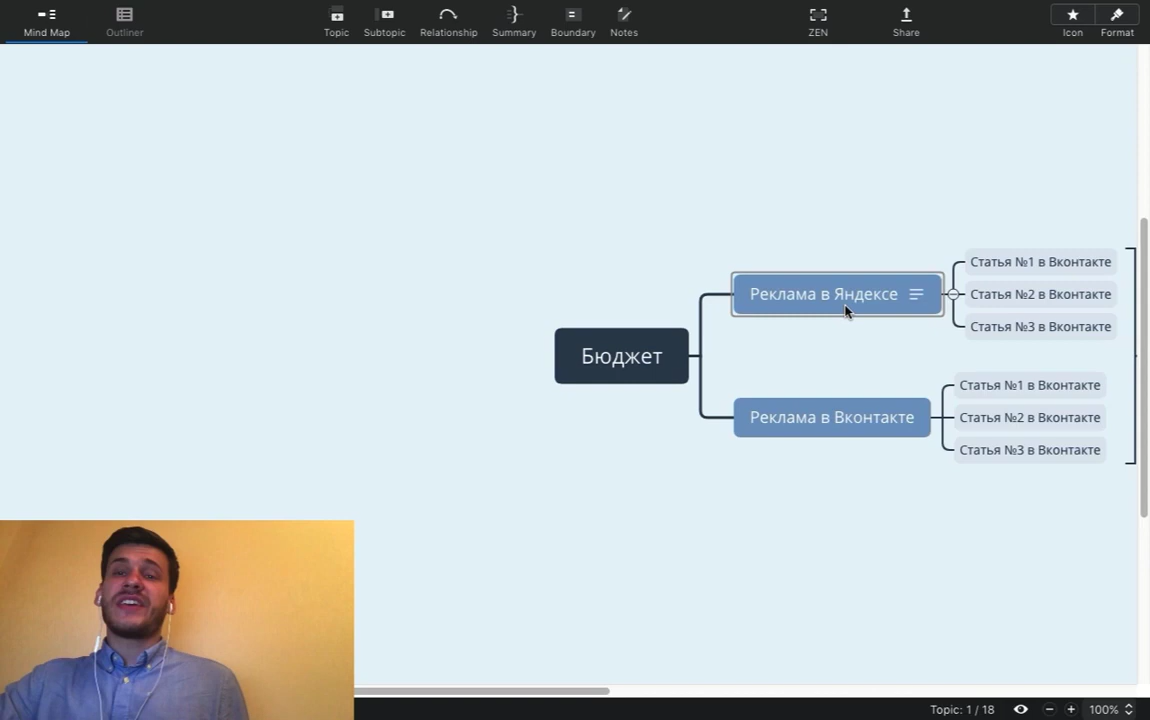 Mind Map
Outliner
Topic
Subtopic
Relationship
Summary
Boundary
Notes
ZEN
Share
Icon
Format
Бюджет
Реклама в Яндексе
Статья №1 в Вконтакте
Статья №2 в Вконтакте
Статья №3 в Вконтакте
Реклама в Вконтакте
Статья №1 в Вконтакте
Статья №2 в Вконтакте
Статья №3 в Вконтакте
Topic: 1 / 18
100%